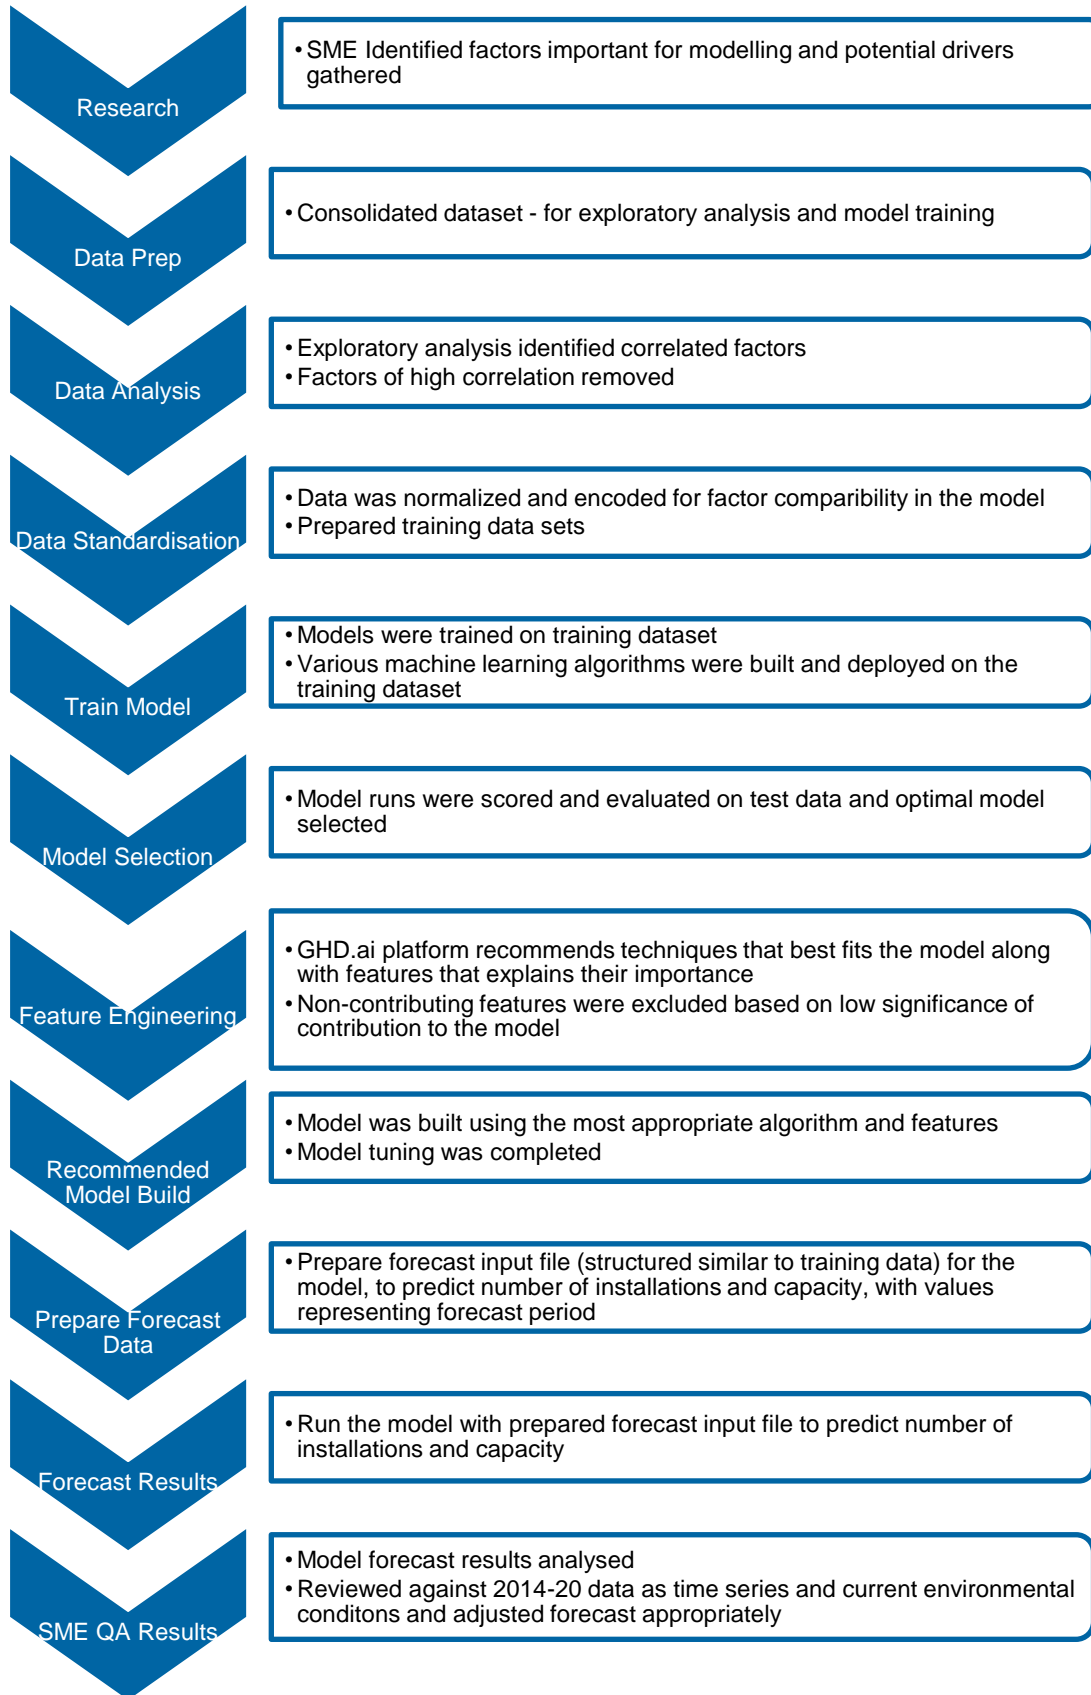 Research
• SME Identified factors important for modelling and potential drivers
gathered
Data Prep
• Consolidated dataset - for exploratory analysis and model training
Data Analysis
• Exploratory analysis identified correlated factors
• Factors of high correlation removed
Data Standardisation
• Data was normalized and encoded for factor comparibility in the model
• Prepared training data sets
Train Model
• Models were trained on training dataset
• Various machine learning algorithms were built and deployed on the
training dataset
Model Selection
• Model runs were scored and evaluated on test data and optimal model
selected
Feature Engineering
• GHD.ai platform recommends techniques that best fits the model along
with features that explains their importance
• Non-contributing features were excluded based on low significance of
contribution to the model
Recommended
Model Build
• Model was built using the most appropriate algorithm and features
• Model tuning was completed
Prepare Forecast
Data
• Prepare forecast input file (structured similar to training data) for the
model, to predict number of installations and capacity, with values
representing forecast period
Forecast Results
• Run the model with prepared forecast input file to predict number of
installations and capacity
SME QA Results
• Model forecast results analysed
• Reviewed against 2014-20 data as time series and current environmental
conditons and adjusted forecast appropriately